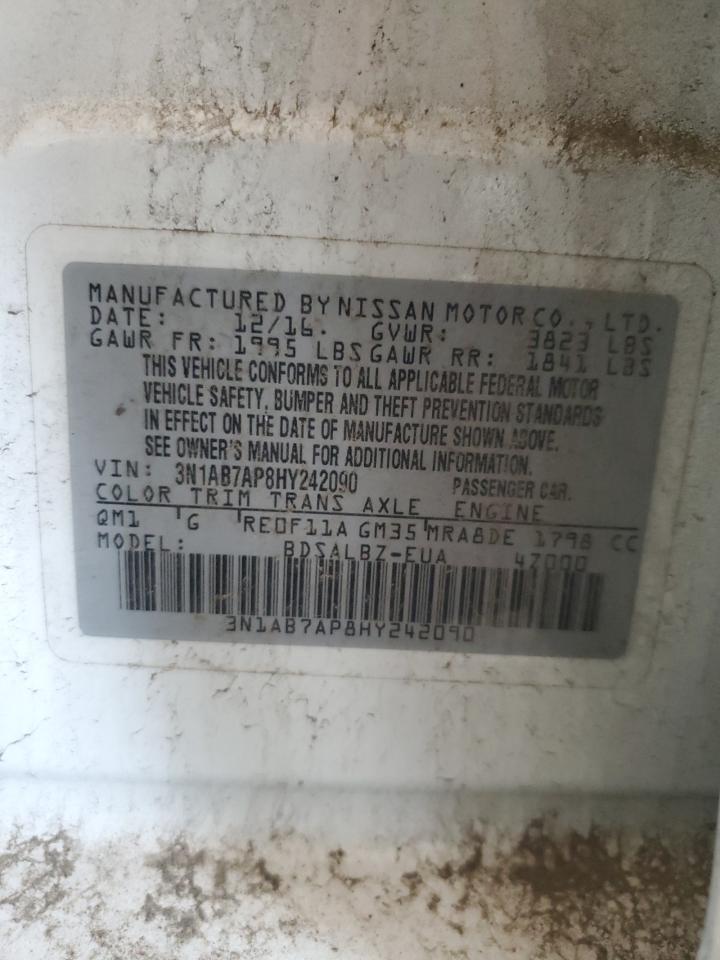 MANUFACTURED BY NISSAN MOTOR CO., LTD.
DATE: 12/16. GVWR: 3823 LBS
GAWR FR: 1995 LBS GAWR RR: 1841 LBS
THIS VEHICLE CONFORMS TO ALL APPLICABLE FEDERAL MOTOR
VEHICLE SAFETY, BUMPER AND THEFT PREVENTION STANDARDS
IN EFFECT ON THE DATE OF MANUFACTURE SHOWN ABOVE.
SEE OWNER'S MANUAL FOR ADDITIONAL INFORMATION.
VIN: 3N1AB7AP8HY242090 PASSENGER CAR.
COLOR TRIM TRANS AXLE ENGINE
QM1 G RE0F11A GM35 MRA8DE 1798 CC
MODEL: BDSALBZ-EUA 47000
3N1AB7AP8HY242090